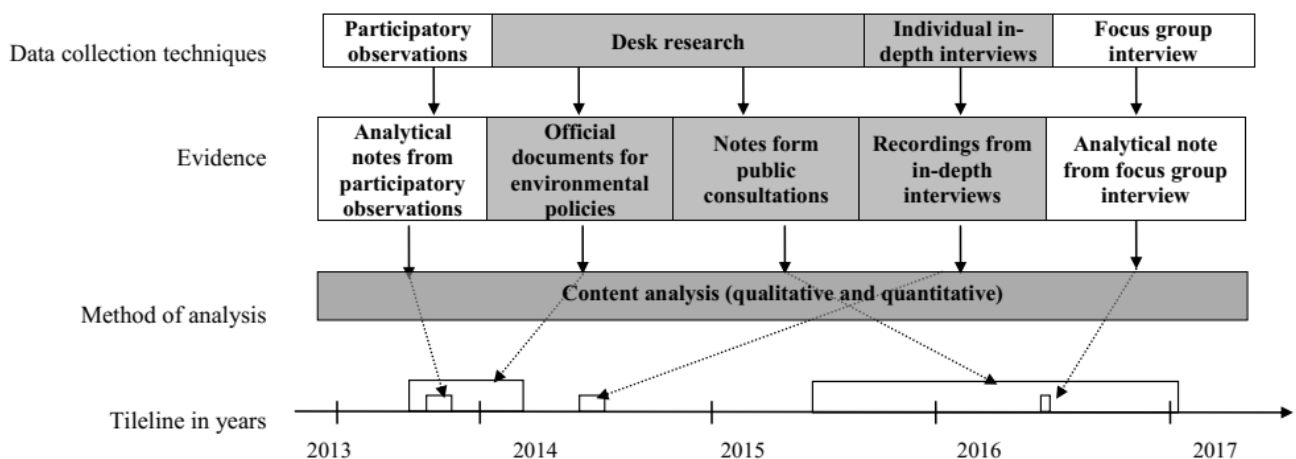 Data collection techniques
Participatory
observations
Desk research
Individual in-
depth interviews
Focus group
interview
Evidence
Analytical
notes from
participatory
observations
Official
documents for
environmental
policies
Notes form
public
consultations
Recordings from
in-depth
interviews
Analytical note
from focus group
interview
Method of analysis
Content analysis (qualitative and quantitative)
Tileline in years
2013
2014
2015
2016
2017